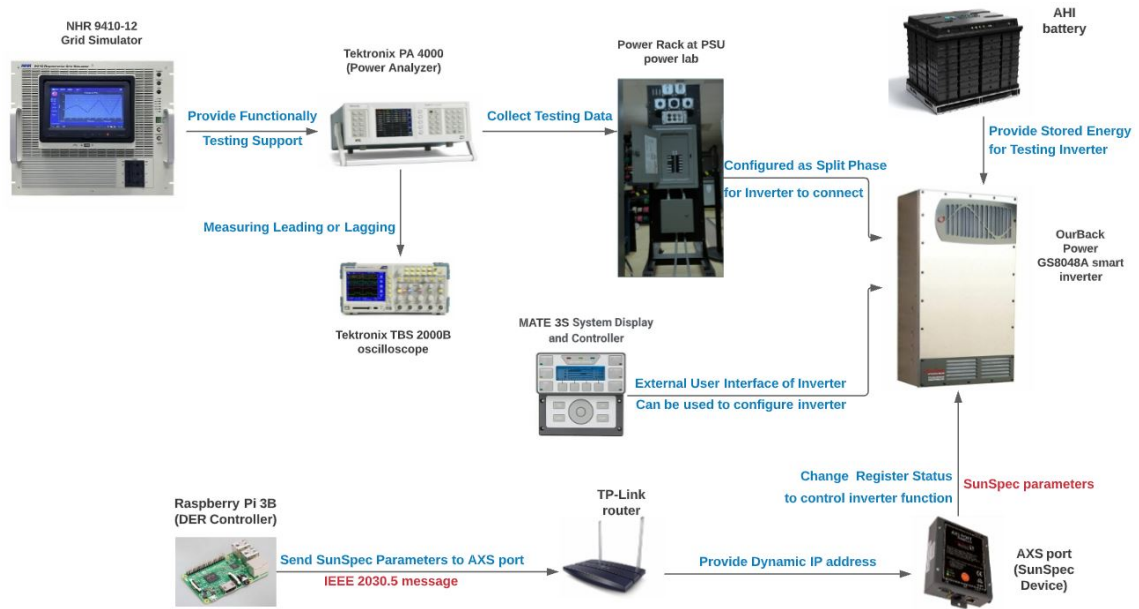 NHR 9410-12
Grid Simulator
Provide Functionally
Testing Support
Tektronix PA 4000
(Power Analyzer)
Collect Testing Data
Power Rack at PSU
power lab
AHI
battery
Provide Stored Energy
for Testing Inverter
Configured as Split Phase
for Inverter to connect
OurBack
Power
GS8048A smart
inverter
Measuring Leading or Lagging
Tektronix TBS 2000B
oscilloscope
MATE 3S System Display
and Controller
External User Interface of Inverter
Can be used to configure inverter
Change Register Status
to control inverter function
SunSpec parameters
Raspberry Pi 3B
(DER Controller)
Send SunSpec Parameters to AXS port
IEEE 2030.5 message
TP-Link
router
Provide Dynamic IP address
AXS port
(SunSpec
Device)